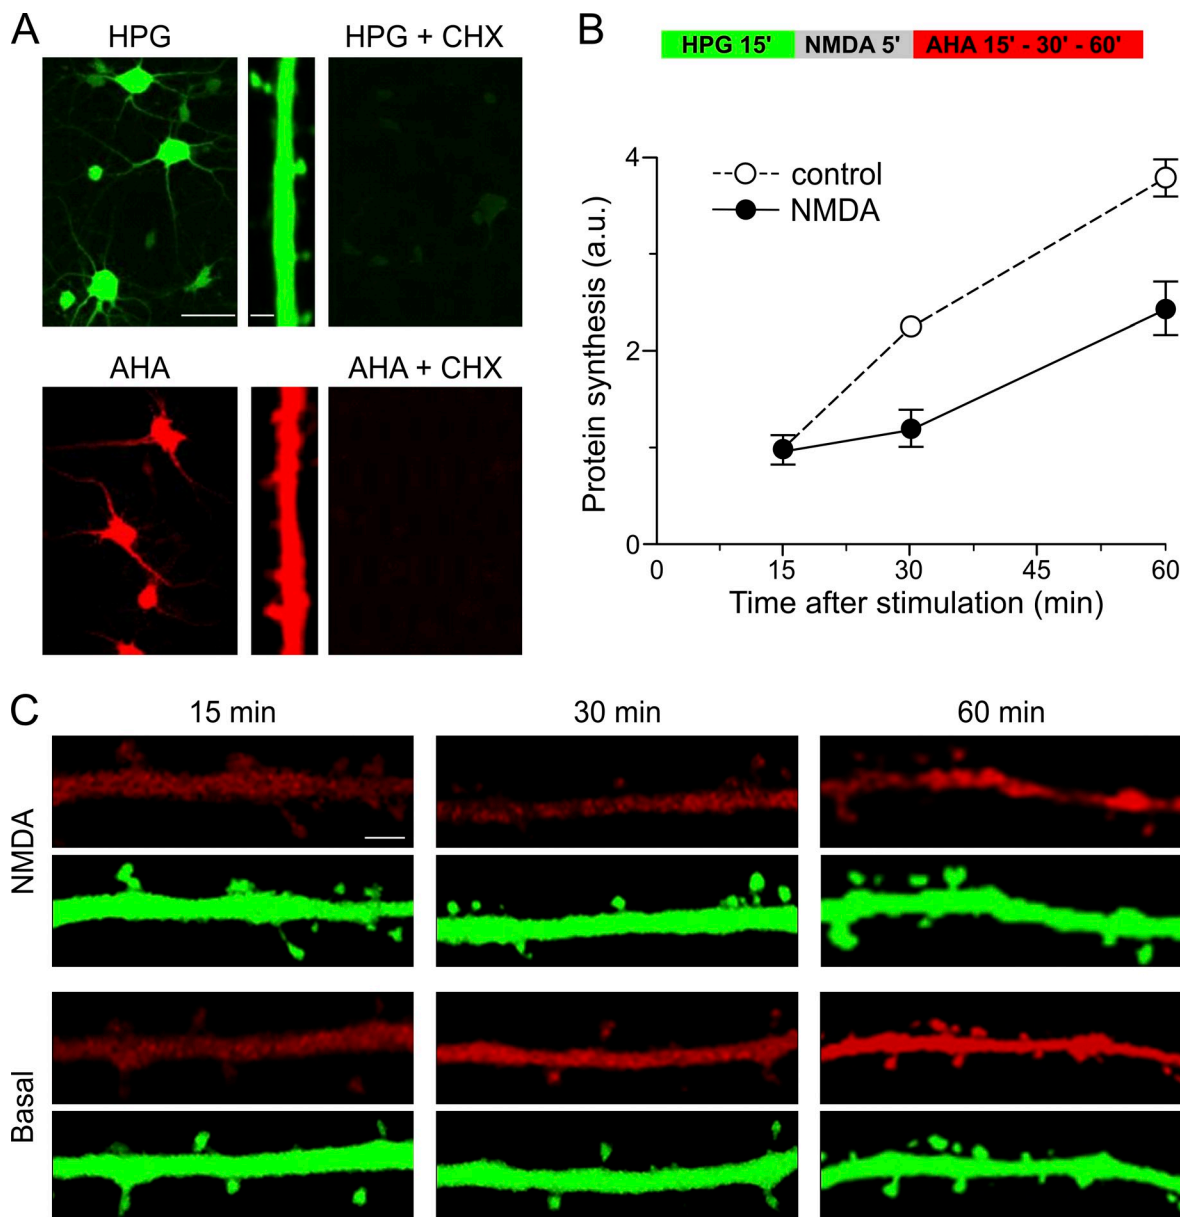 A
HPG
HPG + CHX
AHA
AHA + CHX
B
HPG 15' NMDA 5' AHA 15' - 30' - 60'
control
NMDA
Protein synthesis (a.u.)
4
2
0
0 15 30 45 60
Time after stimulation (min)
C
15 min
30 min
60 min
NMDA
Basal